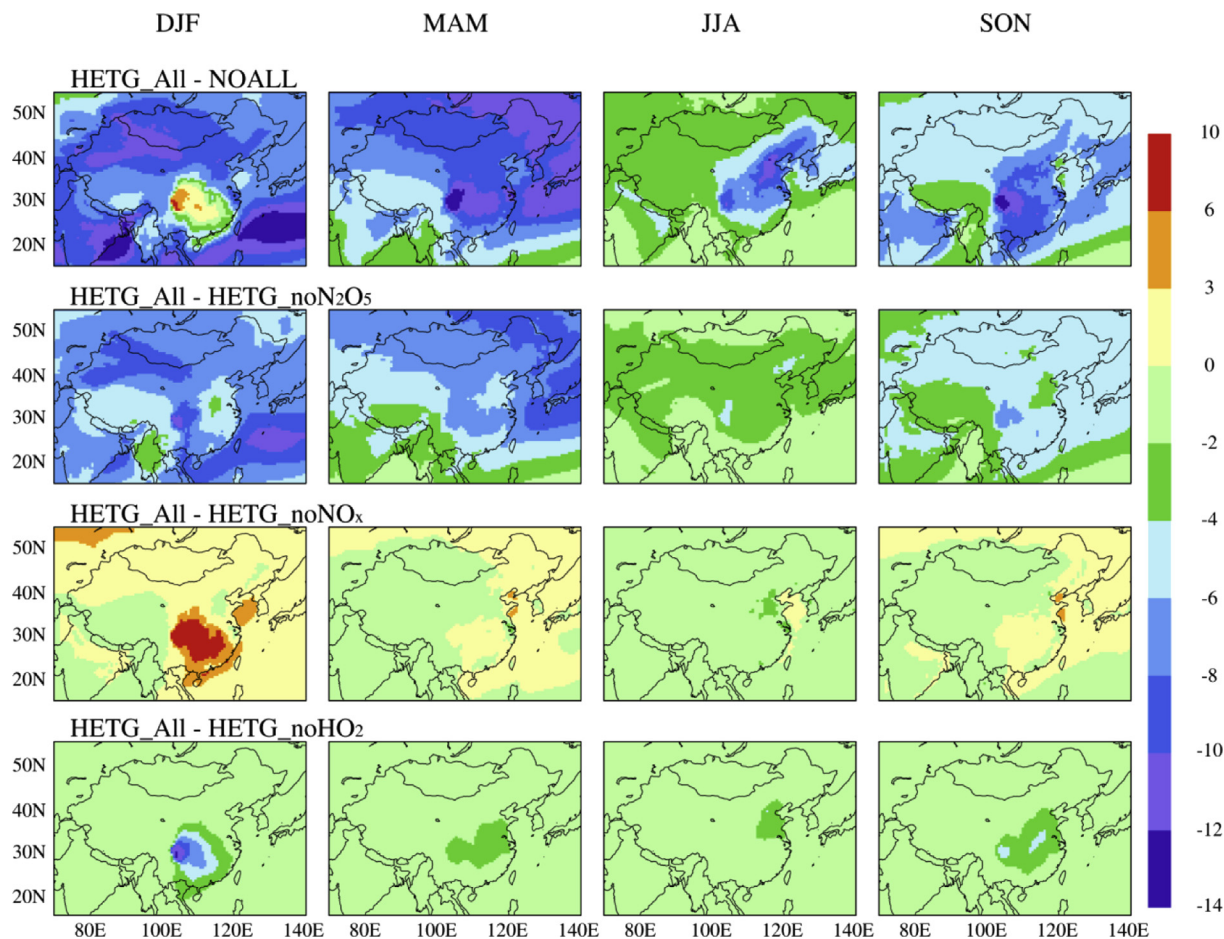 DJF MAM JJA SON
HETG_All - NOALL
50N
40N
30N
20N
HETG_All - HETG_noN₂O₅
50N
40N
30N
20N
HETG_All - HETG_noNOₓ
50N
40N
30N
20N
HETG_All - HETG_noHO₂
50N
40N
30N
20N
80E 100E 120E 140E 80E 100E 120E 140E 80E 100E 120E 140E 80E 100E 120E 140E
10
6
3
0
-2
-4
-6
-8
-10
-12
-14